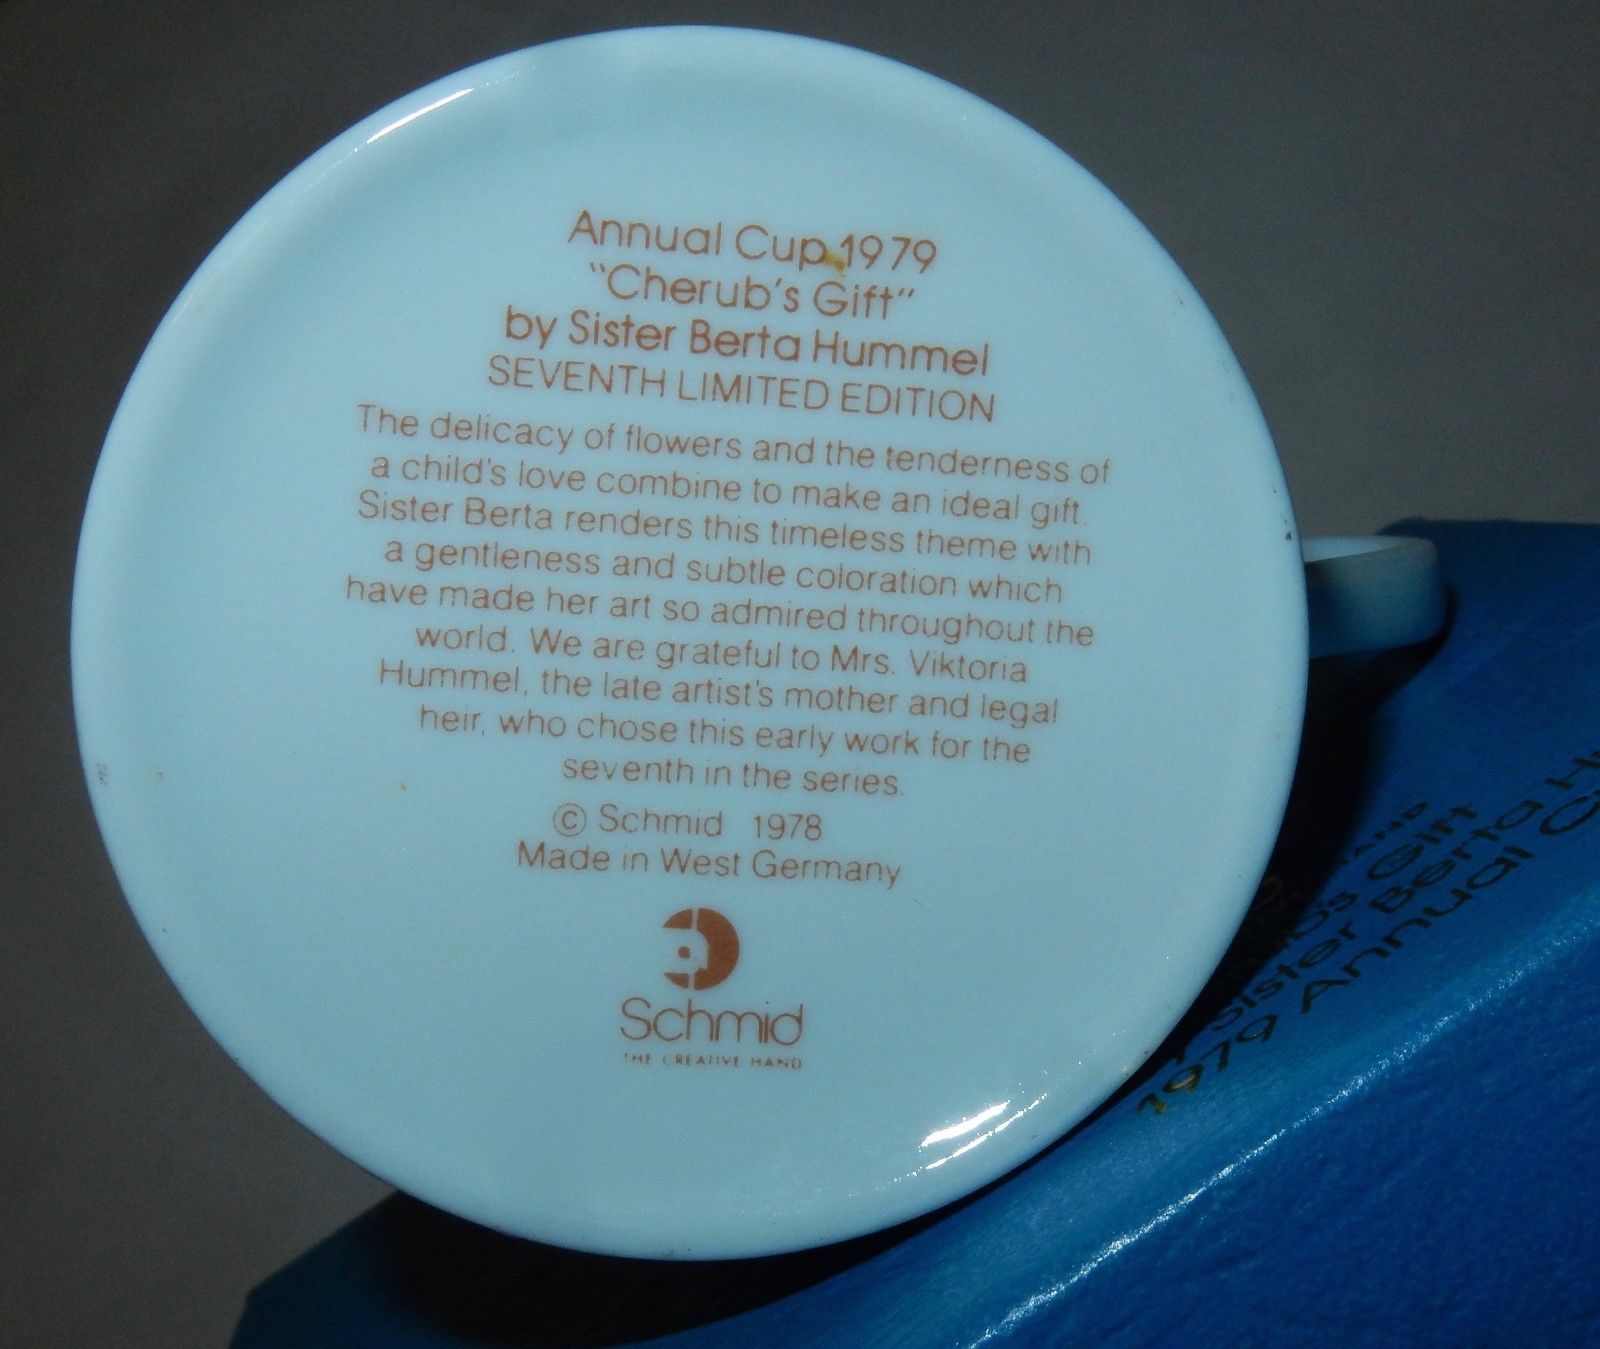 Annual Cup 1979
"Cherub's Gift"
by Sister Berta Hummel
SEVENTH LIMITED EDITION
The delicacy of flowers and the tenderness of
a child's love combine to make an ideal gift.
Sister Berta renders this timeless theme with
a gentleness and subtle coloration which
have made her art so admired throughout the
world. We are grateful to Mrs. Viktoria
Hummel, the late artist's mother and legal
heir, who chose this early work for the
seventh in the series.
© Schmid 1978
Made in West Germany
Schmid
THE CREATIVE HAND
HAND
Gift
Sister Berta H
1979 Annual C